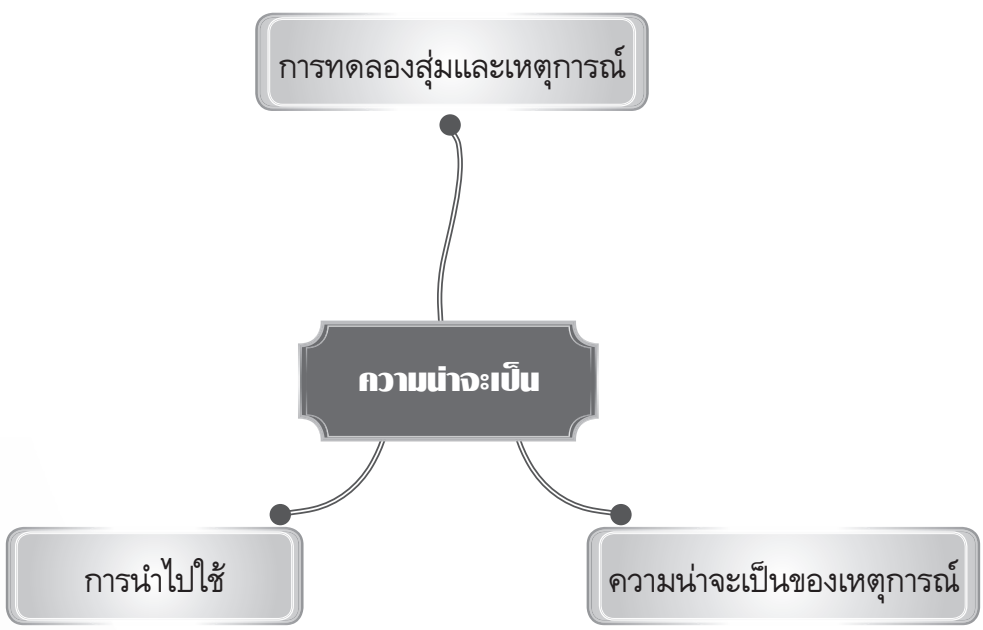 การทดลองสุ่มและเหตุการณ์
ความน่าจะเป็น
การนำไปใช้
ความน่าจะเป็นของเหตุการณ์